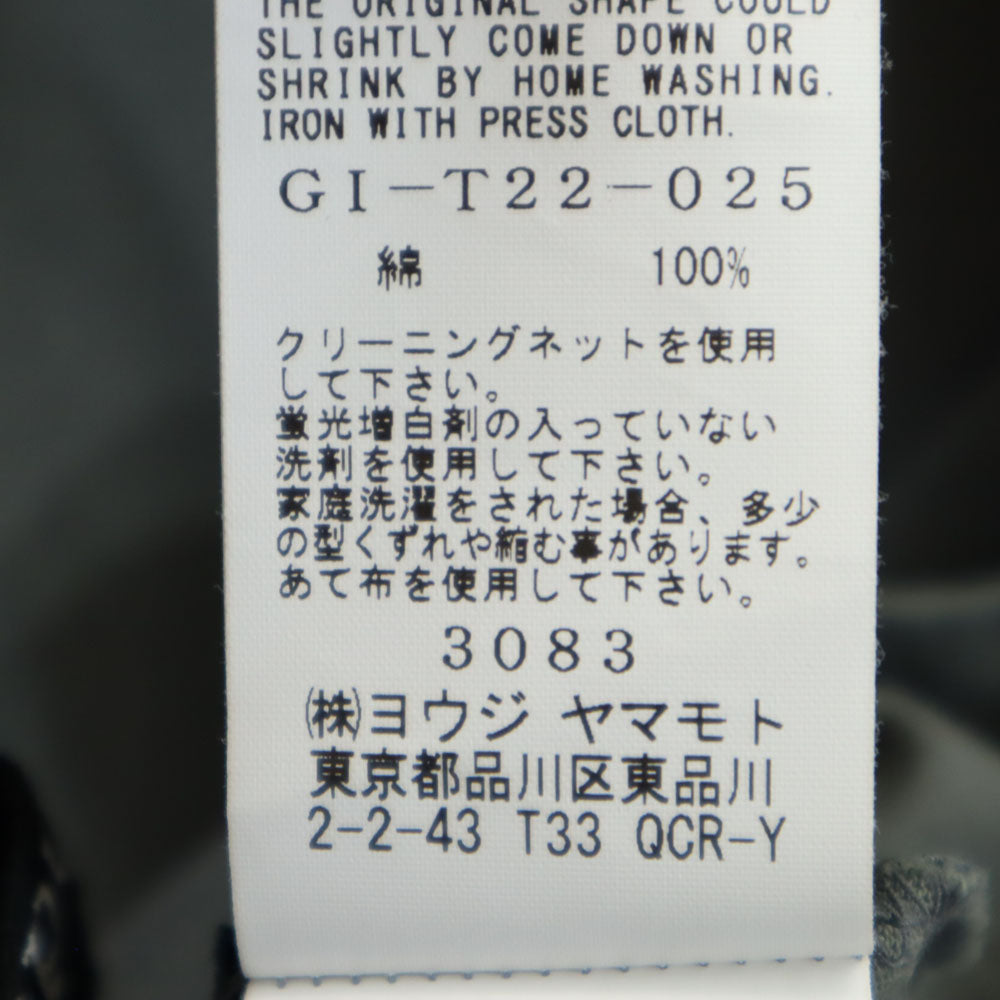 THE ORIGINAL SHAPE COULD
SLIGHTLY COME DOWN OR
SHRINK BY HOME WASHING.
IRON WITH PRESS CLOTH.
GI-T22-025
綿 100%
クリーニングネットを使用
して下さい。
蛍光増白剤の入っていない
洗剤を使用して下さい。
家庭洗濯をされた場合、多少
の型くずれや縮む事があります。
あて布を使用して下さい。
3083
㈱ヨウジ ヤマモト
東京都品川区東品川
2-2-43 T33 QCR-Y